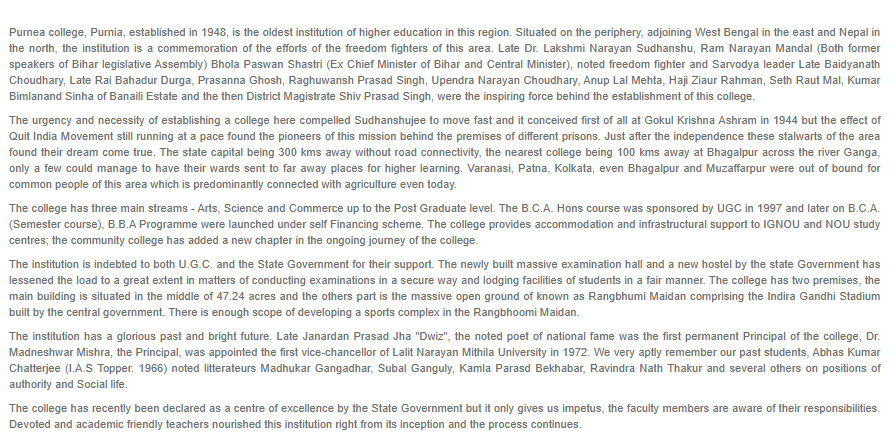 Purnea college, Purnia, established in 1948, is the oldest institution of higher education in this region. Situated on the periphery, adjoining West Bengal in the east and Nepal in
the north, the institution is a commemoration of the efforts of the freedom fighters of this area. Late Dr. Lakshmi Narayan Sudhanshu, Ram Narayan Mandal (Both former
speakers of Bihar legislative Assembly) Bhola Paswan Shastri (Ex Chief Minister of Bihar and Central Minister), noted freedom fighter and Sarvodya leader Late Baidyanath
Choudhary, Late Rai Bahadur Durga, Prasanna Ghosh, Raghuwansh Prasad Singh, Upendra Narayan Choudhary, Anup Lal Mehta, Haji Ziaur Rahman, Seth Raut Mal, Kumar
Bimlanand Sinha of Banaili Estate and the then District Magistrate Shiv Prasad Singh, were the inspiring force behind the establishment of this college.
The urgency and necessity of establishing a college here compelled Sudhanshujee to move fast and it conceived first of all at Gokul Krishna Ashram in 1944 but the effect of
Quit India Movement still running at a pace found the pioneers of this mission behind the premises of different prisons. Just after the independence these stalwarts of the area
found their dream come true. The state capital being 300 kms away without road connectivity, the nearest college being 100 kms away at Bhagalpur across the river Ganga,
only a few could manage to have their wards sent to far away places for higher learning. Varanasi, Patna, Kolkata, even Bhagalpur and Muzaffarpur were out of bound for
common people of this area which is predominantly connected with agriculture even today.
The college has three main streams - Arts, Science and Commerce up to the Post Graduate level. The B.C.A. Hons course was sponsored by UGC in 1997 and later on B.C.A.
(Semester course), B.B.A Programme were launched under self Financing scheme. The college provides accommodation and infrastructural support to IGNOU and NOU study
centres; the community college has added a new chapter in the ongoing journey of the college.
The institution is indebted to both U.G.C. and the State Government for their support. The newly built massive examination hall and a new hostel by the state Government has
lessened the load to a great extent in matters of conducting examinations in a secure way and lodging facilities of students in a fair manner. The college has two premises, the
main building is situated in the middle of 47.24 acres and the others part is the massive open ground of known as Rangbhumi Maidan comprising the Indira Gandhi Stadium
built by the central government. There is enough scope of developing a sports complex in the Rangbhoomi Maidan.
The institution has a glorious past and bright future. Late Janardan Prasad Jha "Dwiz", the noted poet of national fame was the first permanent Principal of the college, Dr.
Madneshwar Mishra, the Principal, was appointed the first vice-chancellor of Lalit Narayan Mithila University in 1972. We very aptly remember our past students, Abhas Kumar
Chatterjee (I.A.S Topper. 1966) noted litterateurs Madhukar Gangadhar, Subal Ganguly, Kamla Parasd Bekhabar, Ravindra Nath Thakur and several others on positions of
authority and Social life.
The college has recently been declared as a centre of excellence by the State Government but it only gives us impetus, the faculty members are aware of their responsibilities.
Devoted and academic friendly teachers nourished this institution right from its inception and the process continues.